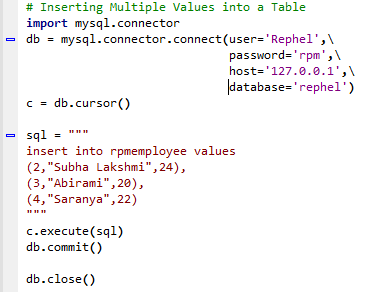 # Inserting Multiple Values into a Table
import mysql.connector
db = mysql.connector.connect(user='Rephel',\
password='rpm',\
host='127.0.0.1',\
database='rephel')
c = db.cursor()
sql = """
insert into rpmemployee values
(2,"Subha Lakshmi",24),
(3,"Abirami",20),
(4,"Saranya",22)
"""
c.execute(sql)
db.commit()
db.close()